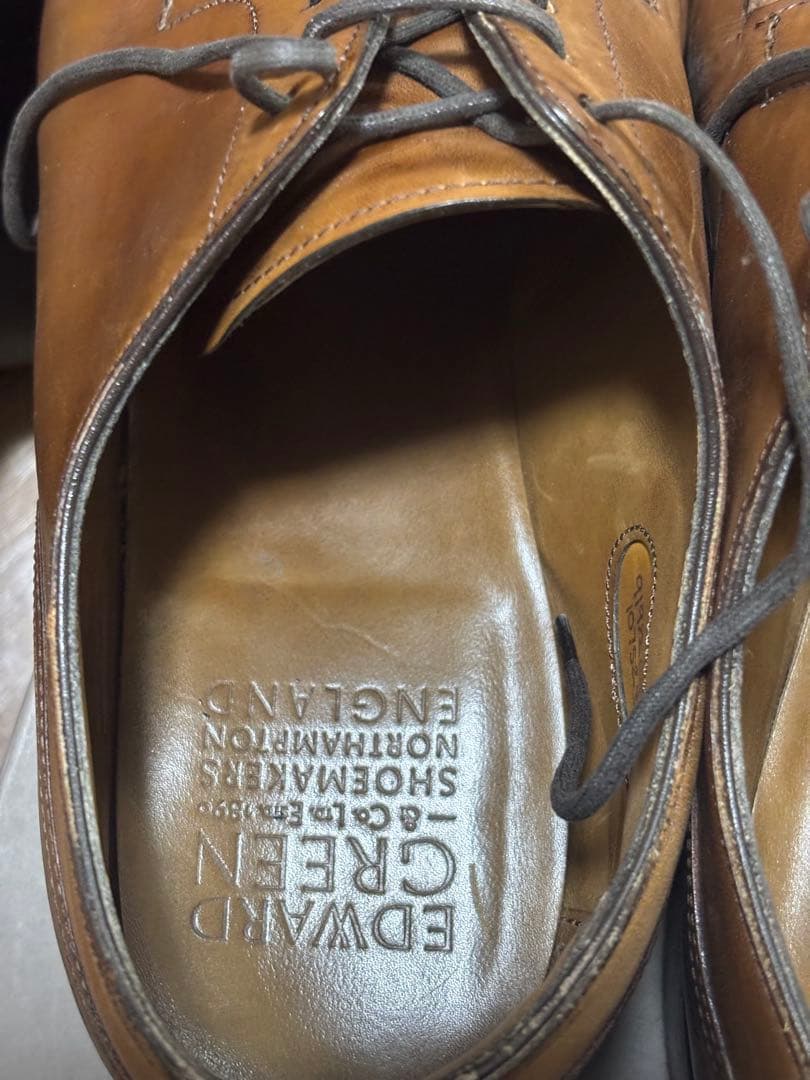 EDWARD
GREEN
— & Co Ltd Est. 1890
SHOEMAKERS
NORTHAMPTON
ENGLAND